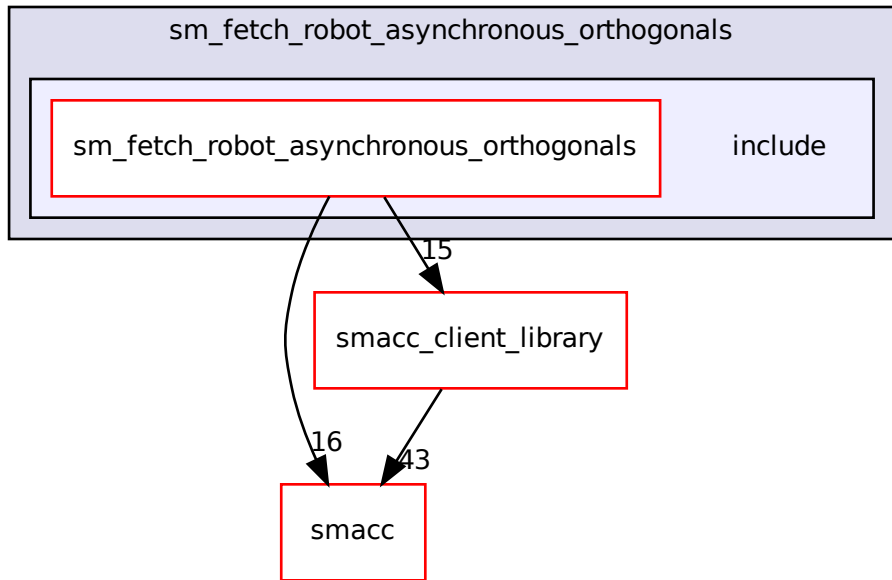 sm_fetch_robot_asynchronous_orthogonals
sm_fetch_robot_asynchronous_orthogonals
include
15
smacc_client_library
16
43
smacc